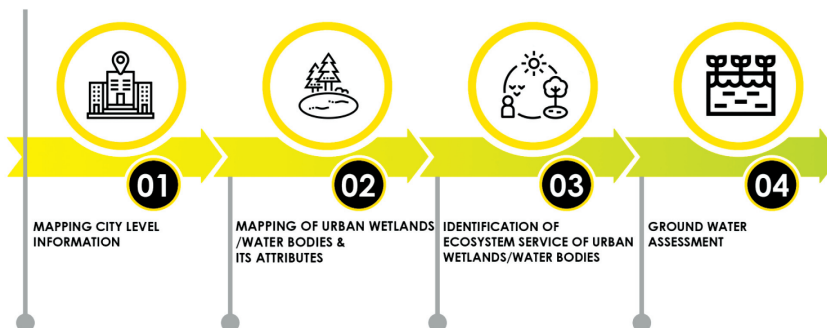 01
MAPPING CITY LEVEL
INFORMATION
02
MAPPING OF URBAN WETLANDS
/WATER BODIES &
ITS ATTRIBUTES
03
IDENTIFICATION OF
ECOSYSTEM SERVICE OF URBAN
WETLANDS/WATER BODIES
04
GROUND WATER
ASSESSMENT